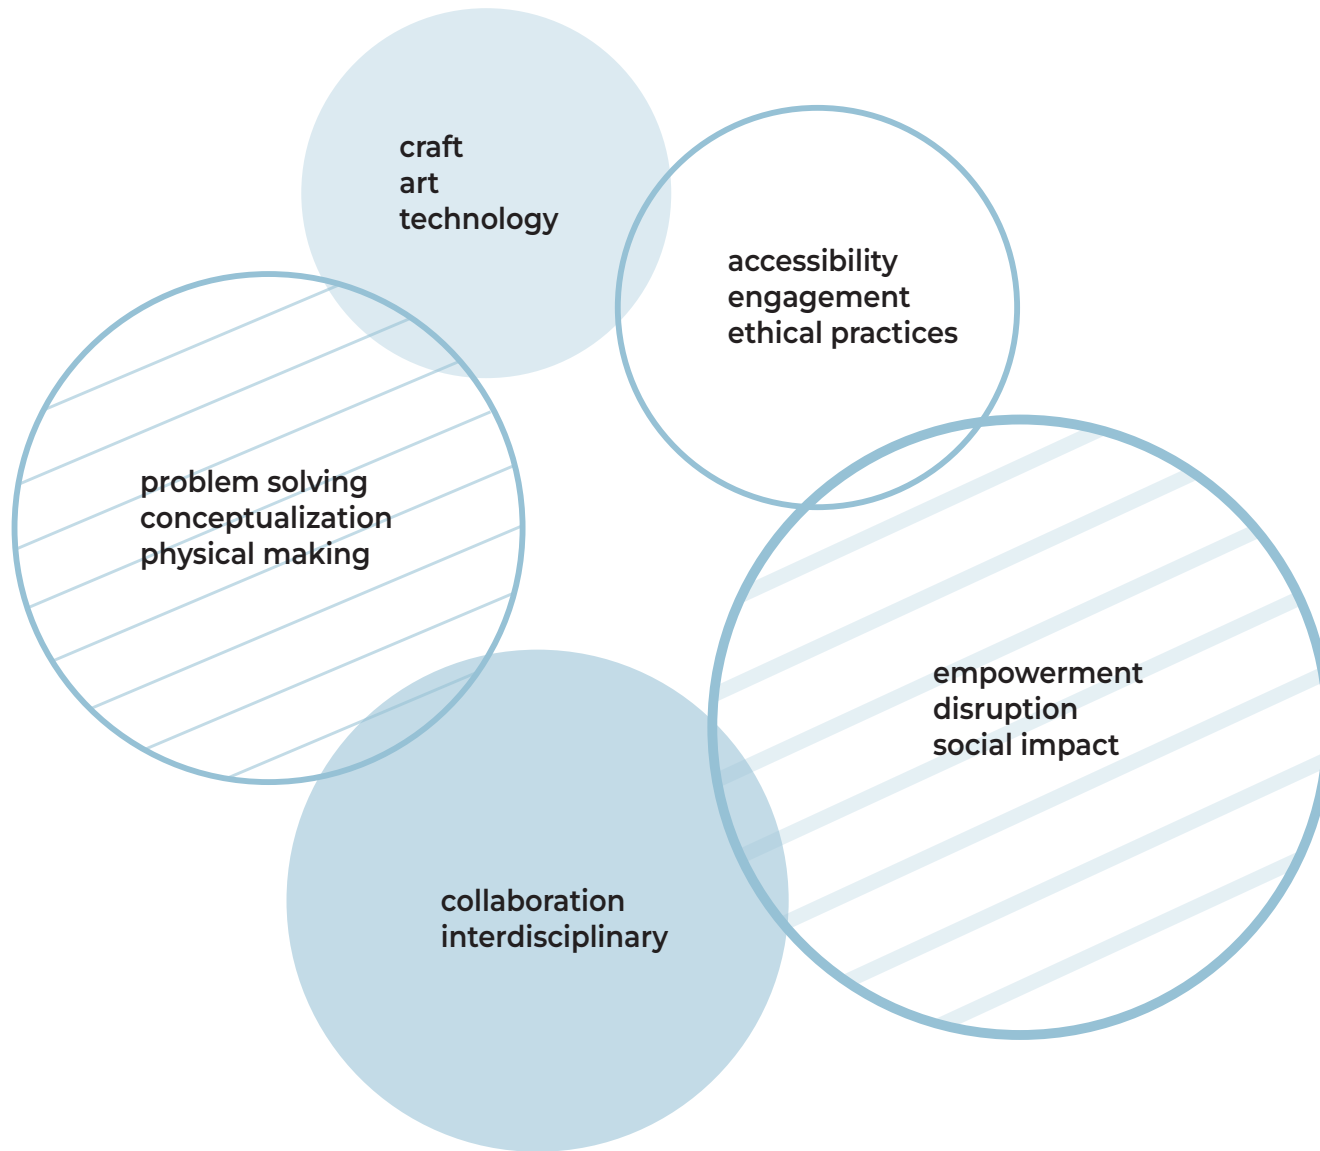 craft
art
technology
accessibility
engagement
ethical practices
problem solving
conceptualization
physical making
empowerment
disruption
social impact
collaboration
interdisciplinary